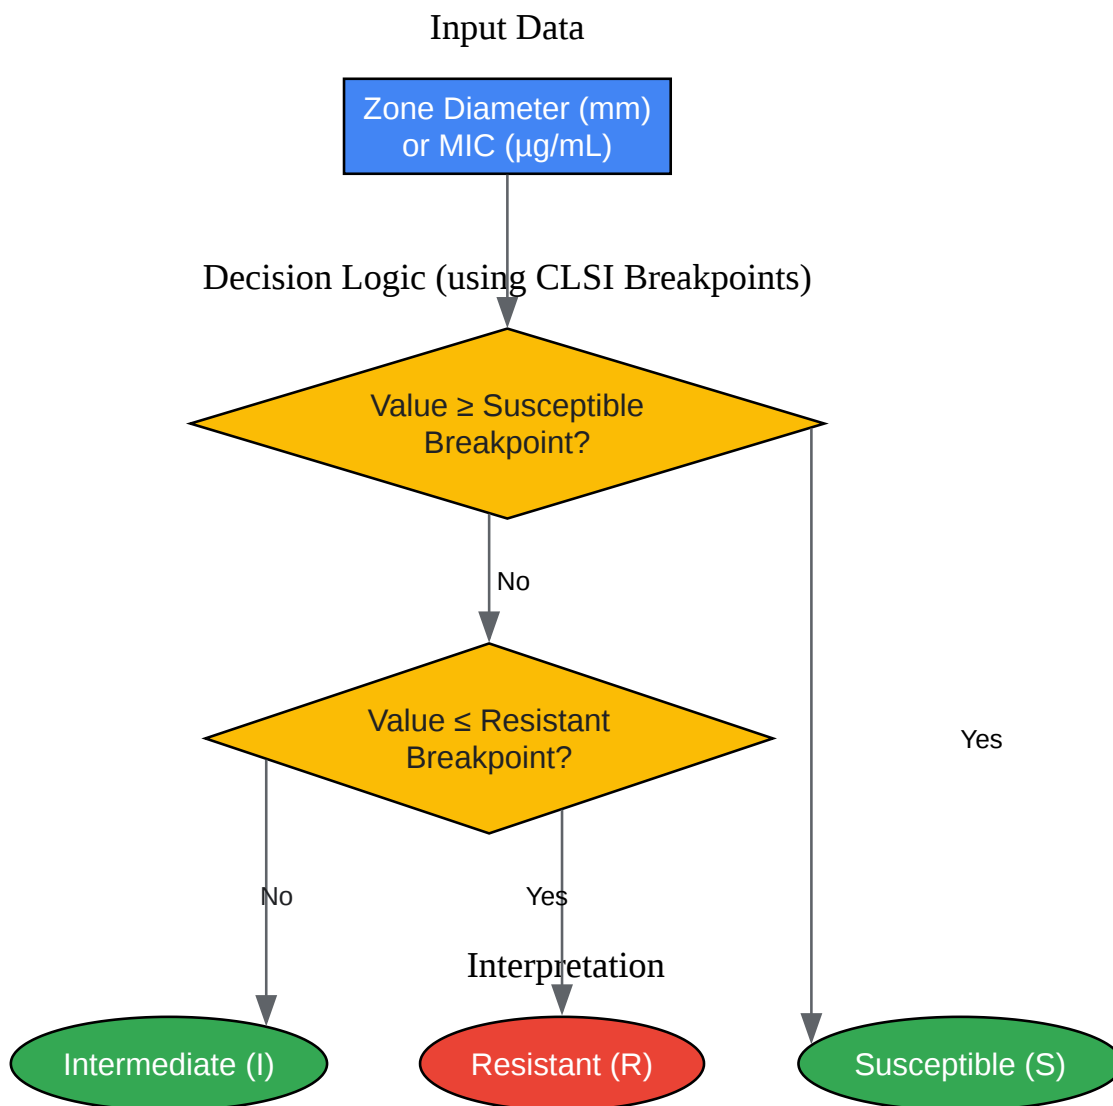 Input Data
Zone Diameter (mm)
or MIC (µg/mL)
Decision Logic (using CLSI Breakpoints)
Value ≥ Susceptible
Breakpoint?
No
Value ≤ Resistant
Breakpoint?
Yes
No
Yes
Interpretation
Intermediate (I)
Resistant (R)
Susceptible (S)